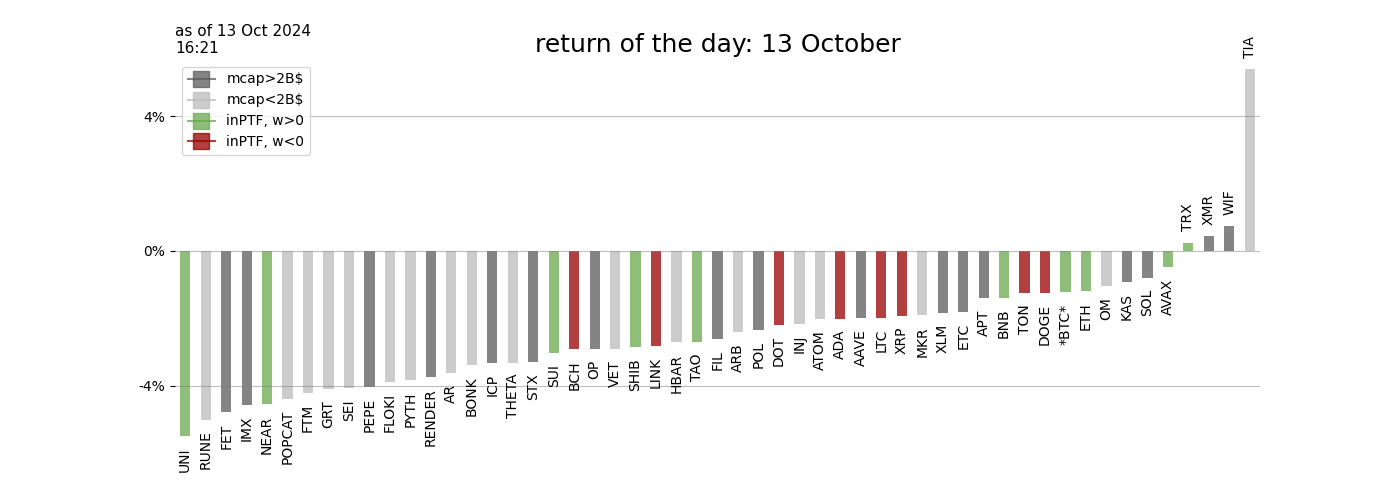 as of 13 Oct 2024
16:21
return of the day: 13 October
mcap>2B$
mcap<2B$
inPTF, w>0
inPTF, w<0
4%
0%
-4%
UNI
RUNE
FET
IMX
NEAR
POPCAT
FTM
GRT
SEI
PEPE
FLOKI
PYTH
RENDER
AR
BONK
ICP
THETA
STX
SUI
BCH
OP
VET
SHIB
LINK
HBAR
TAO
FIL
ARB
POL
DOT
INJ
ATOM
ADA
AAVE
LTC
XRP
MKR
XLM
ETC
APT
BNB
TON
DOGE
*BTC*
ETH
OM
KAS
SOL
AVAX
TRX
XMR
WIF
TIA